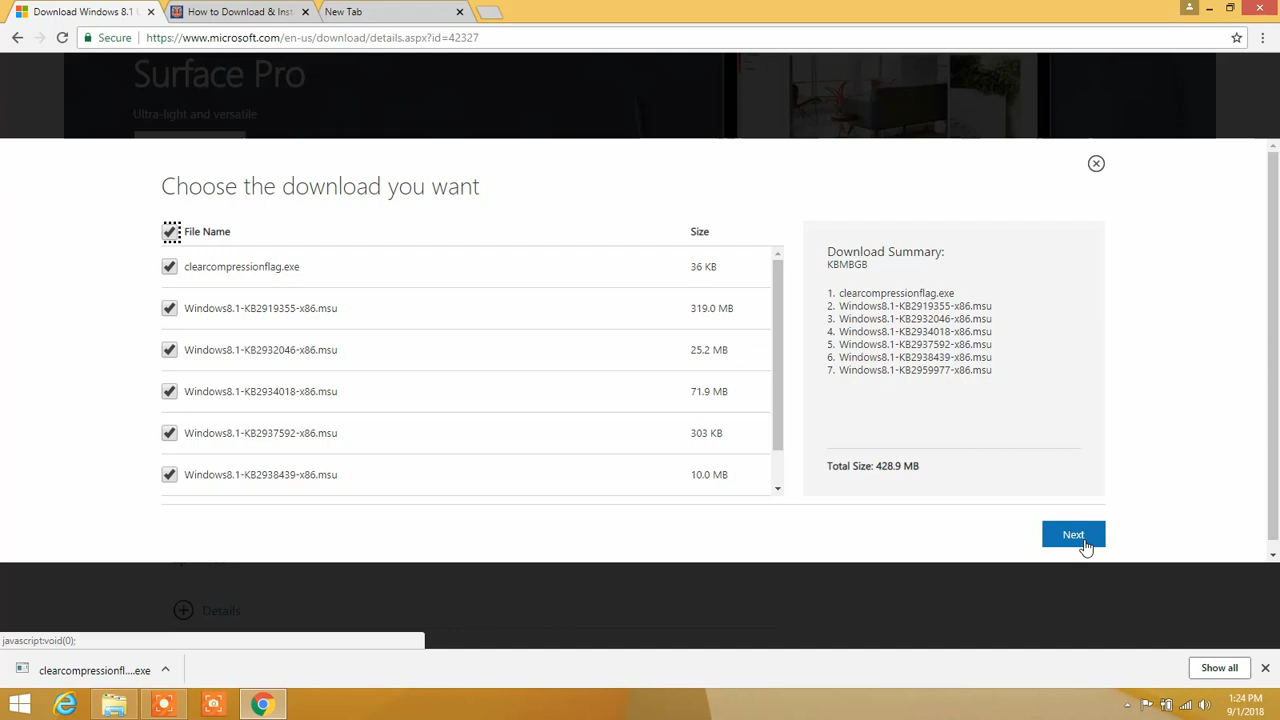 Download Windows 8.1 U
How to Download & Inst
New Tab
Secure
https://www.microsoft.com/en-us/download/details.aspx?id=42327
Surface Pro
Ultra-light and versatile
Choose the download you want
File Name
Size
clearcompressionflag.exe
36 KB
Windows8.1-KB2919355-x86.msu
319.0 MB
Windows8.1-KB2932046-x86.msu
25.2 MB
Windows8.1-KB2934018-x86.msu
71.9 MB
Windows8.1-KB2937592-x86.msu
303 KB
Windows8.1-KB2938439-x86.msu
10.0 MB
Download Summary:
KBMBGB
1. clearcompressionflag.exe
2. Windows8.1-KB2919355-x86.msu
3. Windows8.1-KB2932046-x86.msu
4. Windows8.1-KB2934018-x86.msu
5. Windows8.1-KB2937592-x86.msu
6. Windows8.1-KB2938439-x86.msu
7. Windows8.1-KB2959977-x86.msu
Total Size: 428.9 MB
Next
Details
javascript:void(0);
clearcompressionfl....exe
Show all
1:24 PM
9/1/2018